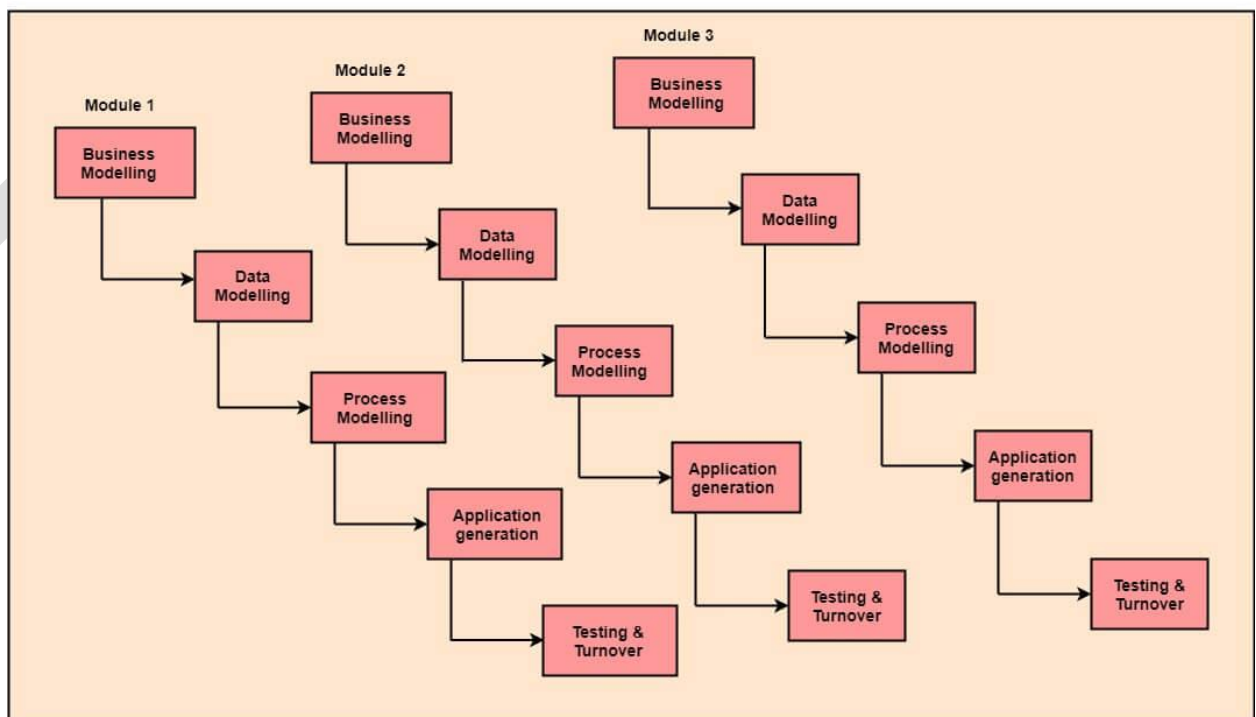 Module 1
Business
Modelling
Data
Modelling
Process
Modelling
Application
generation
Testing &
Turnover
Module 2
Business
Modelling
Data
Modelling
Process
Modelling
Application
generation
Testing &
Turnover
Module 3
Business
Modelling
Data
Modelling
Process
Modelling
Application
generation
Testing &
Turnover